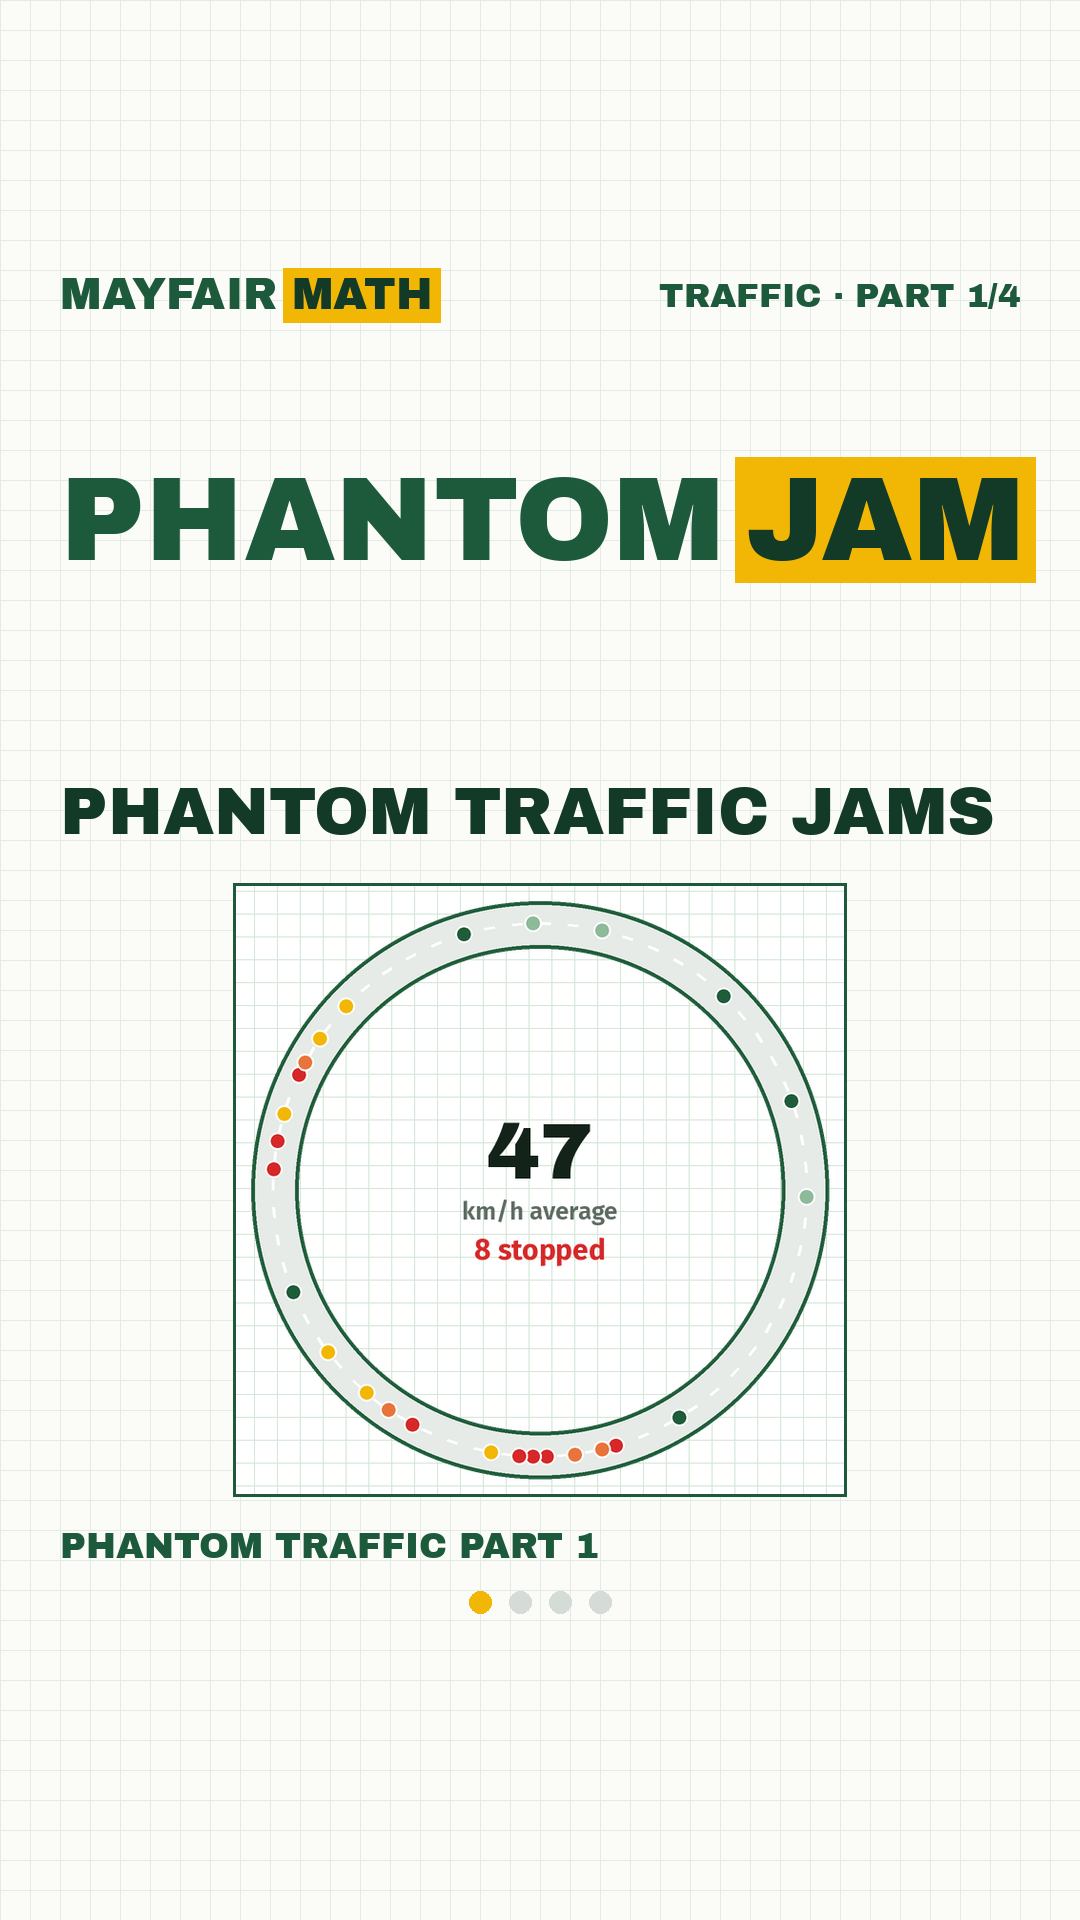 MAYFAIR MATH
TRAFFIC · PART 1/4
PHANTOM JAM
PHANTOM TRAFFIC JAMS
47
km/h average
8 stopped
PHANTOM TRAFFIC PART 1